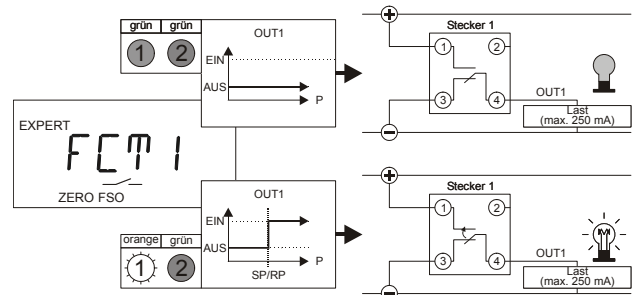 grün grün
1 2
OUT1
EIN
AUS
P
+
Stecker 1
1 2
3 4
OUT1
Last
(max. 250 mA)
−
EXPERT
FCM1
ZERO FSO
orange grün
1 2
OUT1
EIN
AUS
P
SP/RP
+
Stecker 1
1 2
3 4
OUT1
Last
(max. 250 mA)
−